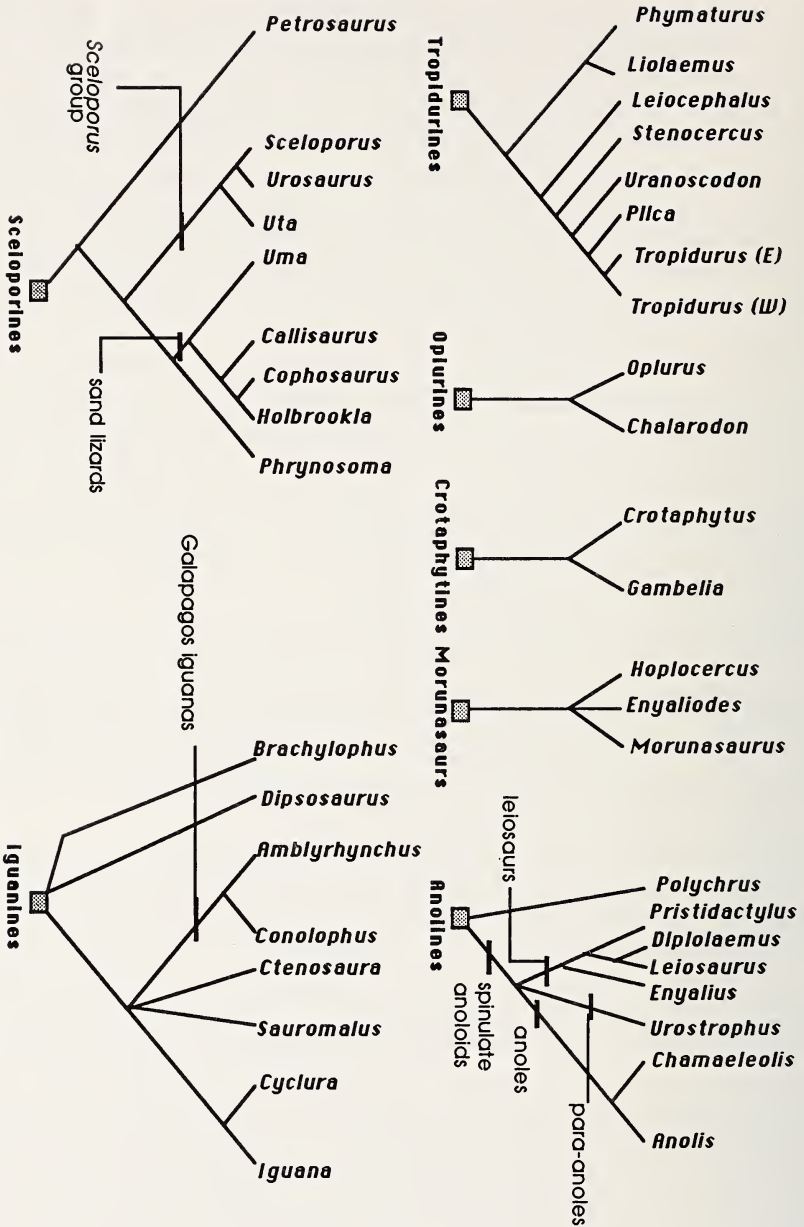 Phymaturus
Liolaemus
Leiocephalus
Stenocercus
Uranoscodon
Plica
Tropidurus (E)
Tropidurus (W)
Tropidurines
Oplurus
Chalarodon
Oplurines
Crotaphytus
Gambelia
Crotaphytines
Hoplocercus
Enyaliodes
Morunasaurus
Morunasaurs
Polychrus
Pristidactylus
Diplolaemus
Leiosaurus
Enyalius
Urostrophus
Chamaeleolis
Anolis
leiosaurs
Anolines
spinulate
anoloids
anoles
para-anoles
Petrosaurus
Sceloporus
Urosaurus
Uta
Uma
Callisaurus
Cophosaurus
Holbrookia
Phrynosoma
Sceloporus
group
sand lizards
Sceloporines
Brachylophus
Dipsosaurus
Amblyrhynchus
Conolophus
Ctenosaura
Sauromalus
Cyclura
Iguana
Galapagos iguanas
Iguanines